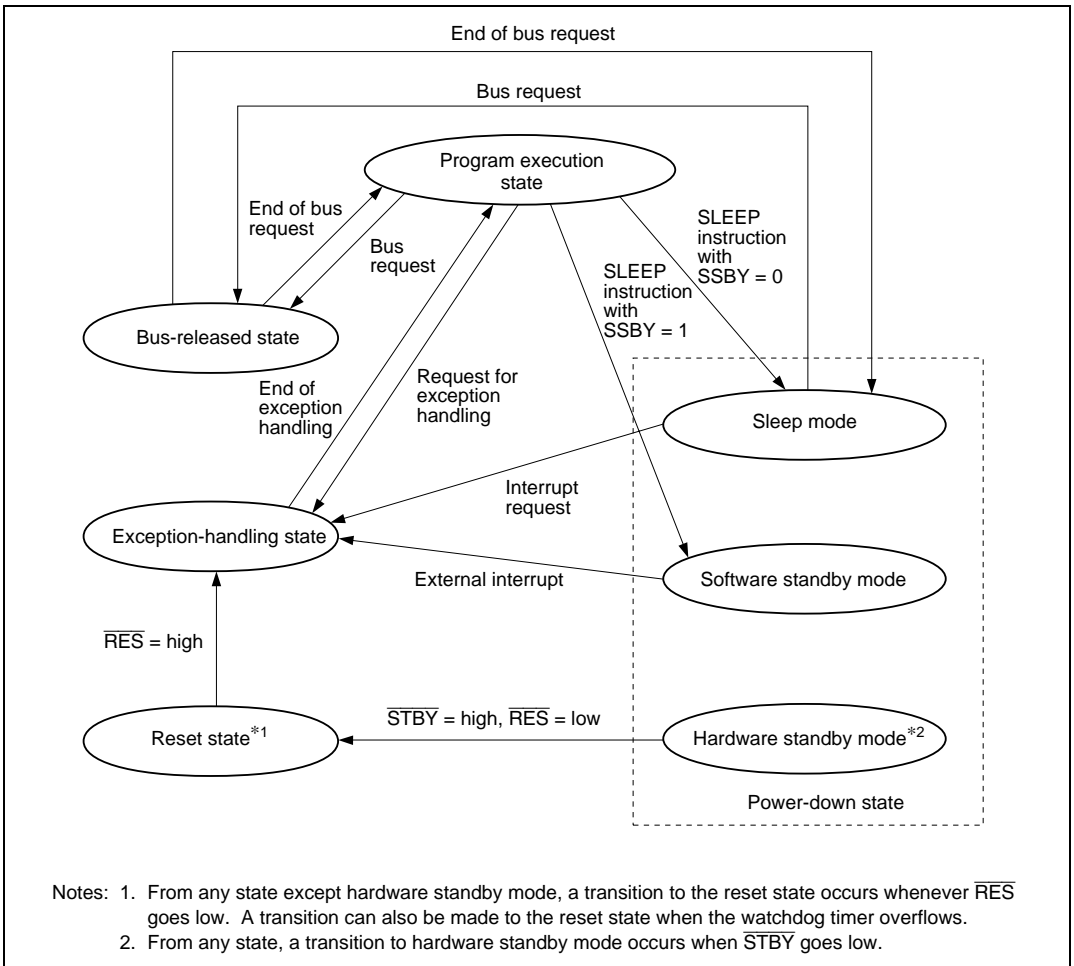 End of bus request
Bus request
Program execution
state
End of bus
request
Bus
request
SLEEP
instruction
with
SSBY = 0
SLEEP
instruction
with
SSBY = 1
Bus-released state
End of
exception
handling
Request for
exception
handling
Sleep mode
Interrupt
request
Exception-handling state
External interrupt
Software standby mode
R̅E̅S̅ = high
S̅T̅B̅Y̅ = high, R̅E̅S̅ = low
Reset state*1
Hardware standby mode*2
Power-down state
Notes: 1. From any state except hardware standby mode, a transition to the reset state occurs whenever R̅E̅S̅
goes low. A transition can also be made to the reset state when the watchdog timer overflows.
2. From any state, a transition to hardware standby mode occurs when S̅T̅B̅Y̅ goes low.